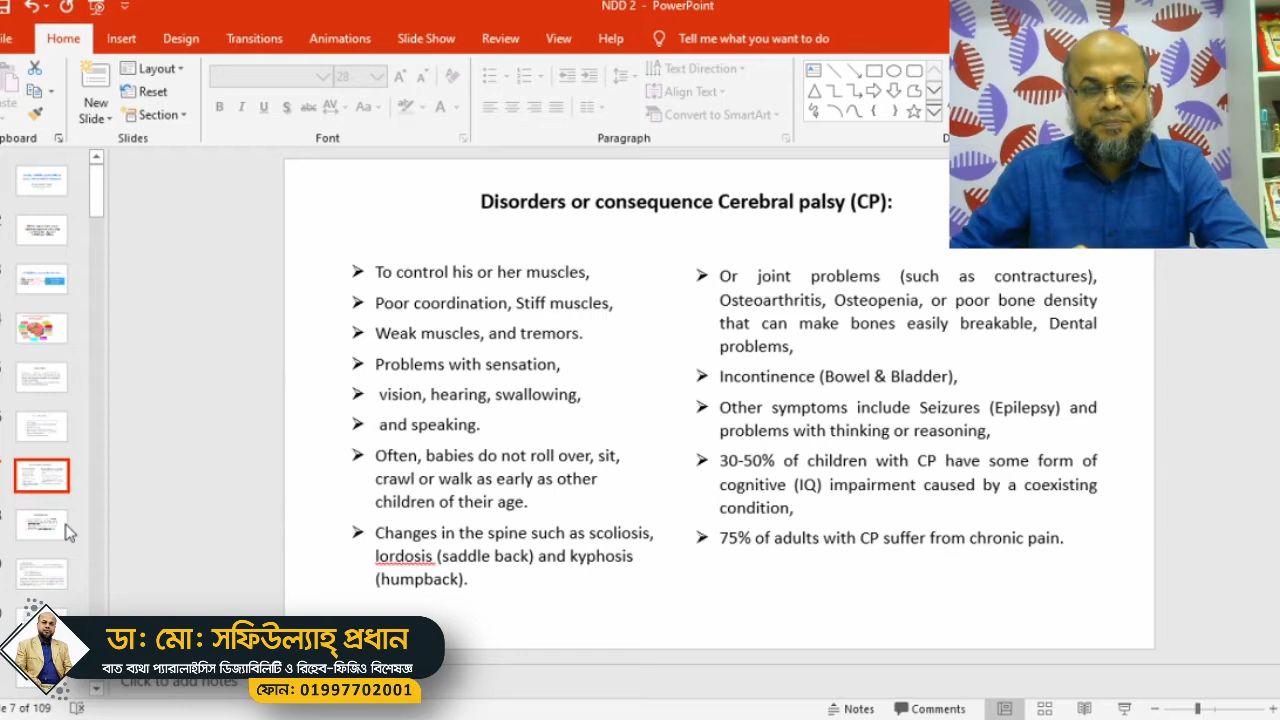 NDD 2 - PowerPoint
Home Insert Design Transitions Animations Slide Show Review View Help Tell me what you want to do
New Slide
Layout
Reset
Section
Slides
28
Font
Text Direction
Align Text
Convert to SmartArt
Paragraph
Disorders or consequence Cerebral palsy (CP):
To control his or her muscles,
Poor coordination, Stiff muscles,
Weak muscles, and tremors.
Problems with sensation,
vision, hearing, swallowing,
and speaking.
Often, babies do not roll over, sit,
crawl or walk as early as other
children of their age.
Changes in the spine such as scoliosis,
lordosis (saddle back) and kyphosis
(humpback).
Or joint problems (such as contractures),
Osteoarthritis, Osteopenia, or poor bone density
that can make bones easily breakable, Dental
problems,
Incontinence (Bowel & Bladder),
Other symptoms include Seizures (Epilepsy) and
problems with thinking or reasoning,
30-50% of children with CP have some form of
cognitive (IQ) impairment caused by a coexisting
condition,
75% of adults with CP suffer from chronic pain.
ডা: মো: সফিউল্যাহ্ প্রধান
বাত ব্যথা প্যারালাইসিস ডিজ্যাবিলিটি ও রিহেব-ফিজিও বিশেষজ্ঞ
ফোন: 01997702001
Click to add notes
7 of 109
Notes Comments